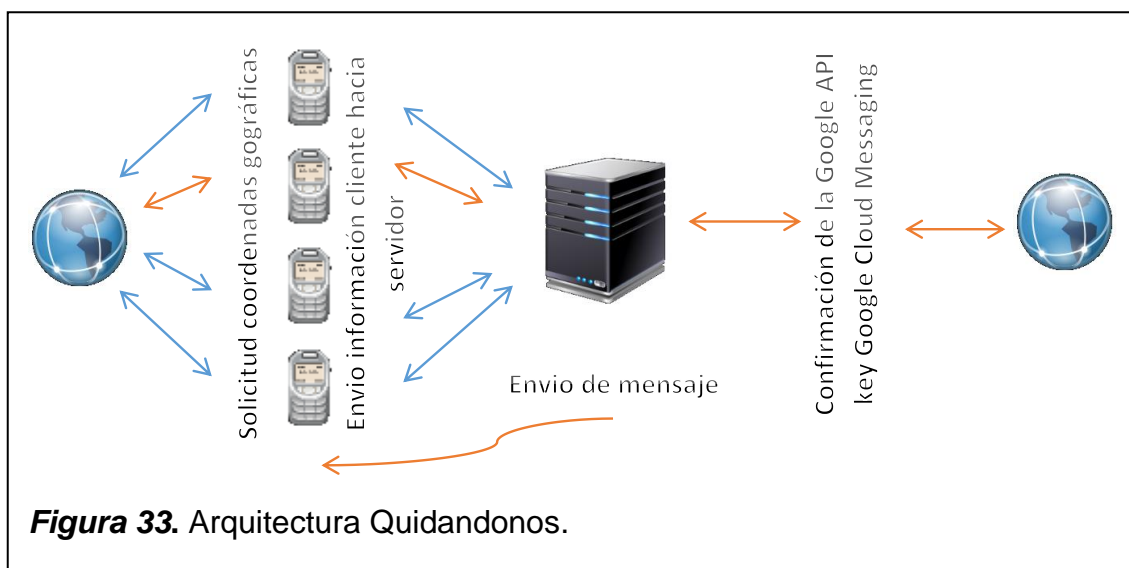 Solicitud coordenadas gográficas
Envio información cliente hacia
servidor
Envio de mensaje
Confirmación de la Google API
key Google Cloud Messaging
Figura 33. Arquitectura Quidandonos.